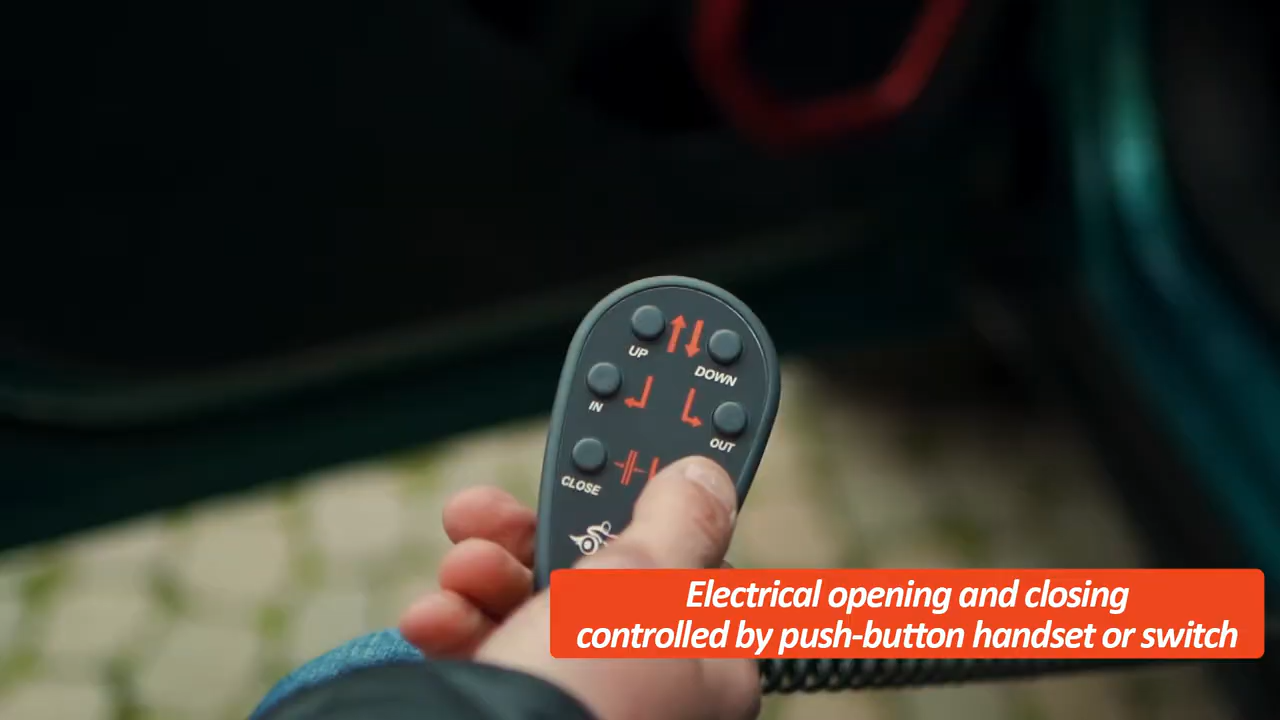 UP
DOWN
IN
OUT
CLOSE
Electrical opening and closing
controlled by push-button handset or switch